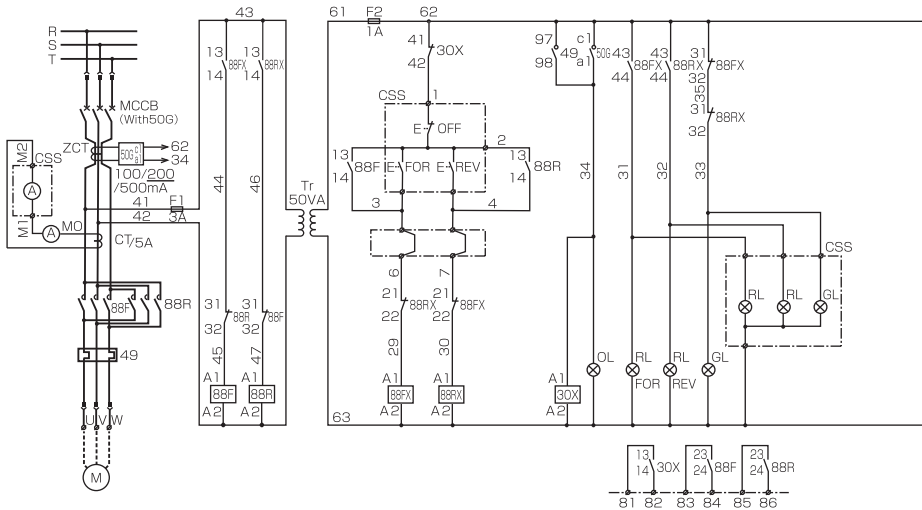 R
S
T
MCCB
(With50G)
ZCT
50G
cl
al
62
34
100/200
/500mA
M2
CSS
A
M1
A
MO
CT/5A
41
42
F1
3A
88F
88R
49
U V W
M
43
13
14
88FX
13
14
88RX
44
46
31
32
88R
31
32
88F
45
47
A1
88F
A2
A1
88R
A2
Tr
50VA
61
F2
1A
62
41
42
30X
CSS
1
E
OFF
2
13
14
88F
E
FOR
E
REV
13
14
88R
3
4
6
7
21
22
88RX
21
22
88FX
29
30
A1
88FX
A2
A1
88RX
A2
63
97
98
49
cl
al
50G
43
44
88FX
43
44
88RX
31
32
88FX
35
31
32
88RX
34
31
32
33
A1
30X
A2
OL
RL
FOR
RL
REV
GL
CSS
RL
RL
GL
13
14
30X
23
24
88F
23
24
88R
81
82
83
84
85
86